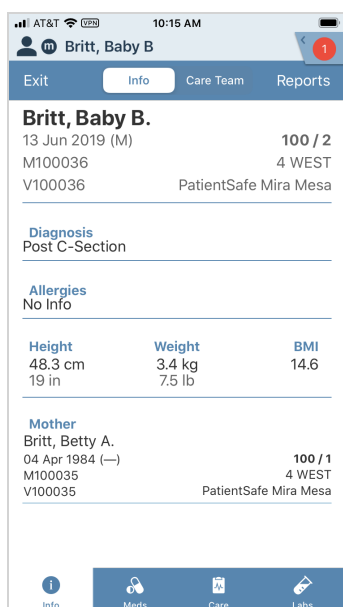 AT&T VPN 10:15 AM
m Britt, Baby B 1
Exit Info Care Team Reports
Britt, Baby B.
13 Jun 2019 (M) 100 / 2
M100036 4 WEST
V100036 PatientSafe Mira Mesa
Diagnosis
Post C-Section
Allergies
No Info
Height Weight BMI
48.3 cm 3.4 kg 14.6
19 in 7.5 lb
Mother
Britt, Betty A.
04 Apr 1984 (—) 100 / 1
M100035 4 WEST
V100035 PatientSafe Mira Mesa
Info Meds Care Labs